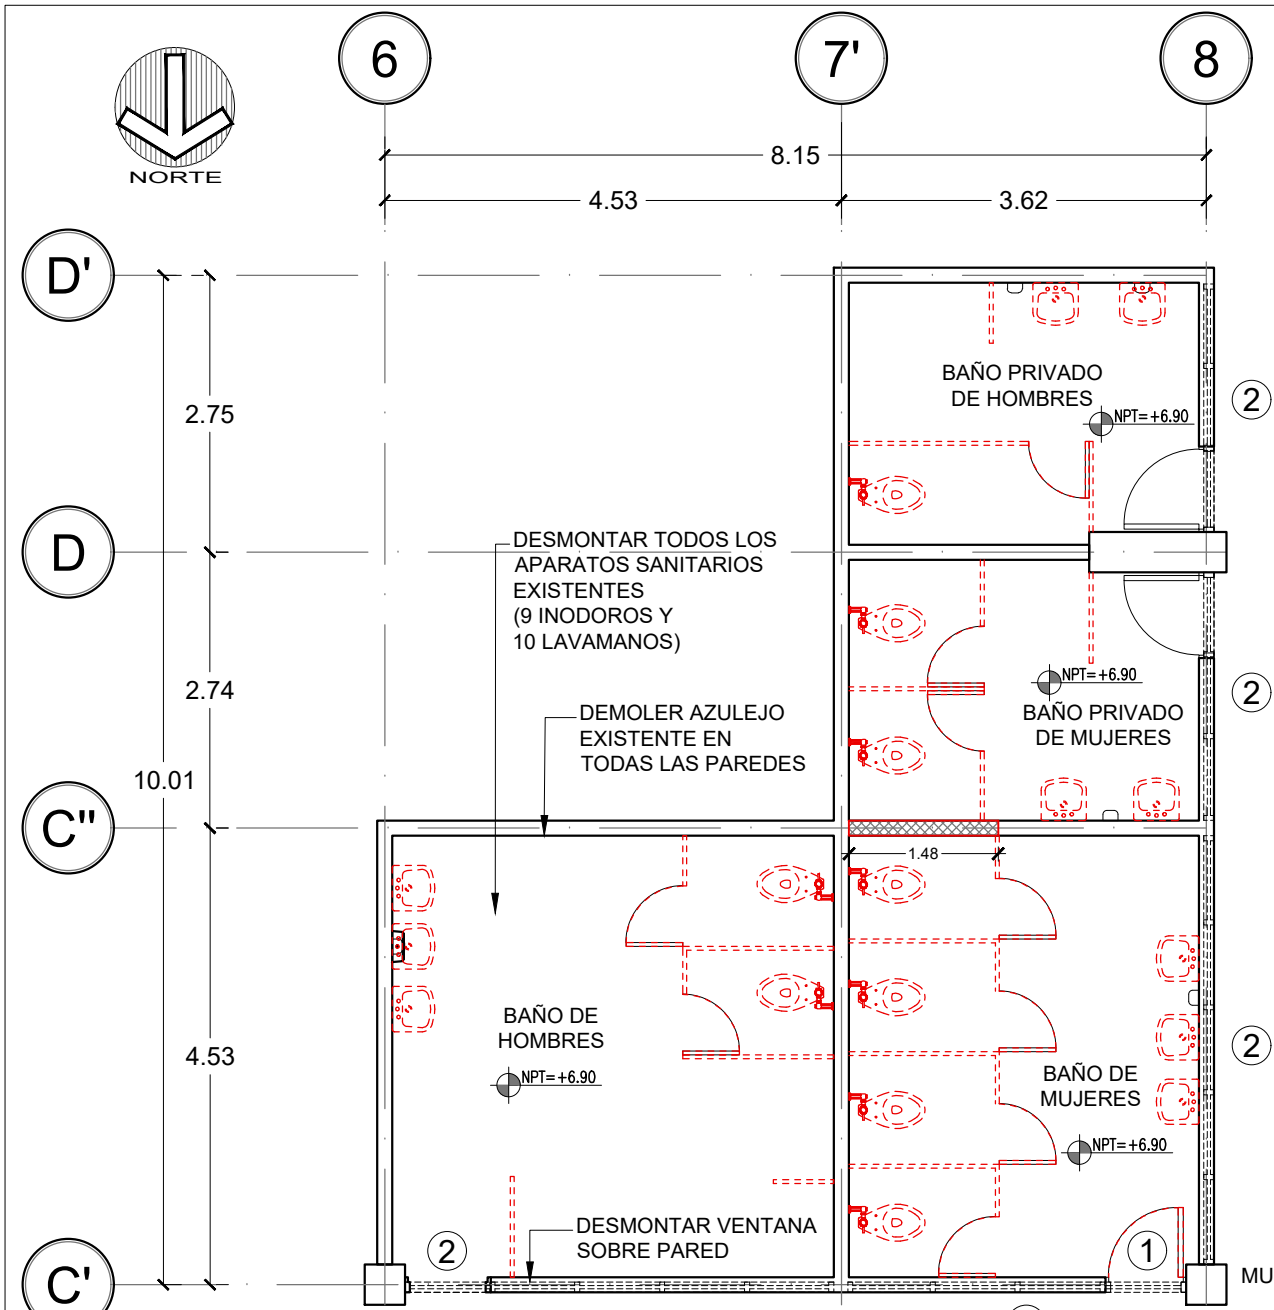 6
7'
8
NORTE
8.15
4.53
3.62
D'
2.75
BAÑO PRIVADO
DE HOMBRES
NPT=+6.90
2
D
DESMONTAR TODOS LOS
APARATOS SANITARIOS
EXISTENTES
(9 INODOROS Y
10 LAVAMANOS)
2.74
NPT=+6.90
2
BAÑO PRIVADO
DE MUJERES
DEMOLER AZULEJO
EXISTENTE EN
TODAS LAS PAREDES
10.01
C''
1.48
BAÑO DE
HOMBRES
NPT=+6.90
4.53
2
BAÑO DE
MUJERES
NPT=+6.90
DESMONTAR VENTANA
SOBRE PARED
2
1
C'
MU